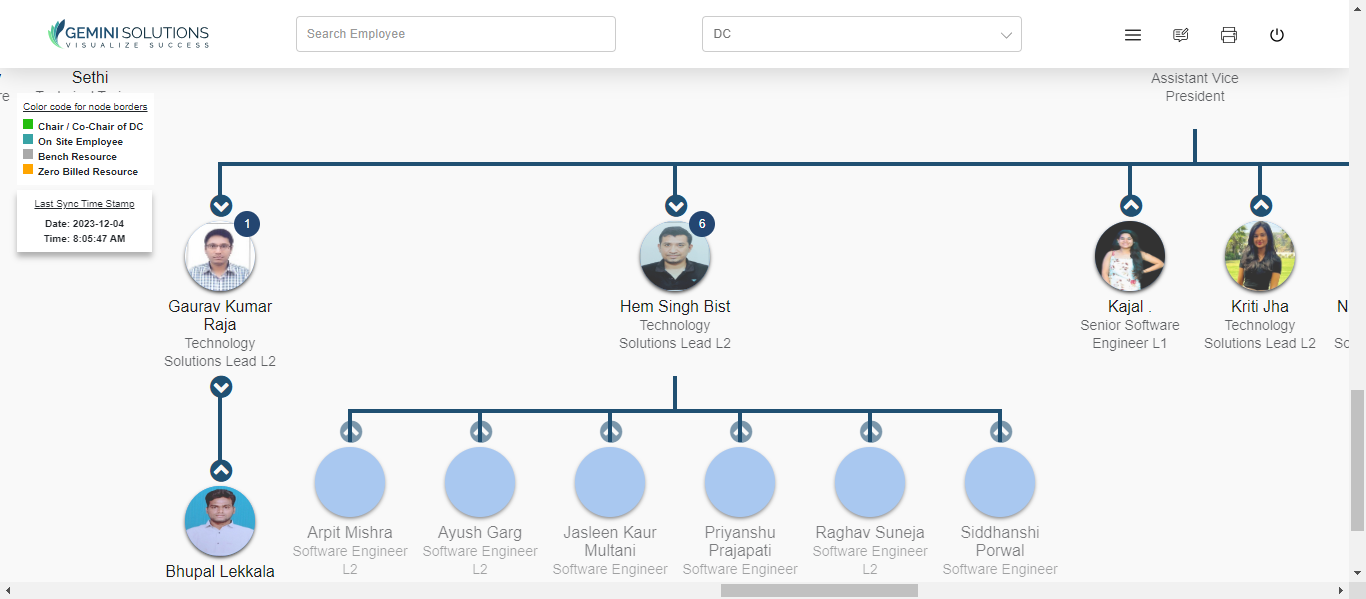 GEMINI SOLUTIONS
VISUALIZE SUCCESS
Search Employee
DC
Sethi
Assistant Vice
President
Color code for node borders
Chair / Co-Chair of DC
On Site Employee
Bench Resource
Zero Billed Resource
Last Sync Time Stamp
Date: 2023-12-04
Time: 8:05:47 AM
1
Gaurav Kumar
Raja
Technology
Solutions Lead L2
6
Hem Singh Bist
Technology
Solutions Lead L2
Kajal .
Senior Software
Engineer L1
Kriti Jha
Technology
Solutions Lead L2
Bhupal Lekkala
Arpit Mishra
Software Engineer
L2
Ayush Garg
Software Engineer
L2
Jasleen Kaur
Multani
Software Engineer
Priyanshu
Prajapati
Software Engineer
Raghav Suneja
Software Engineer
L2
Siddhanshi
Porwal
Software Engineer